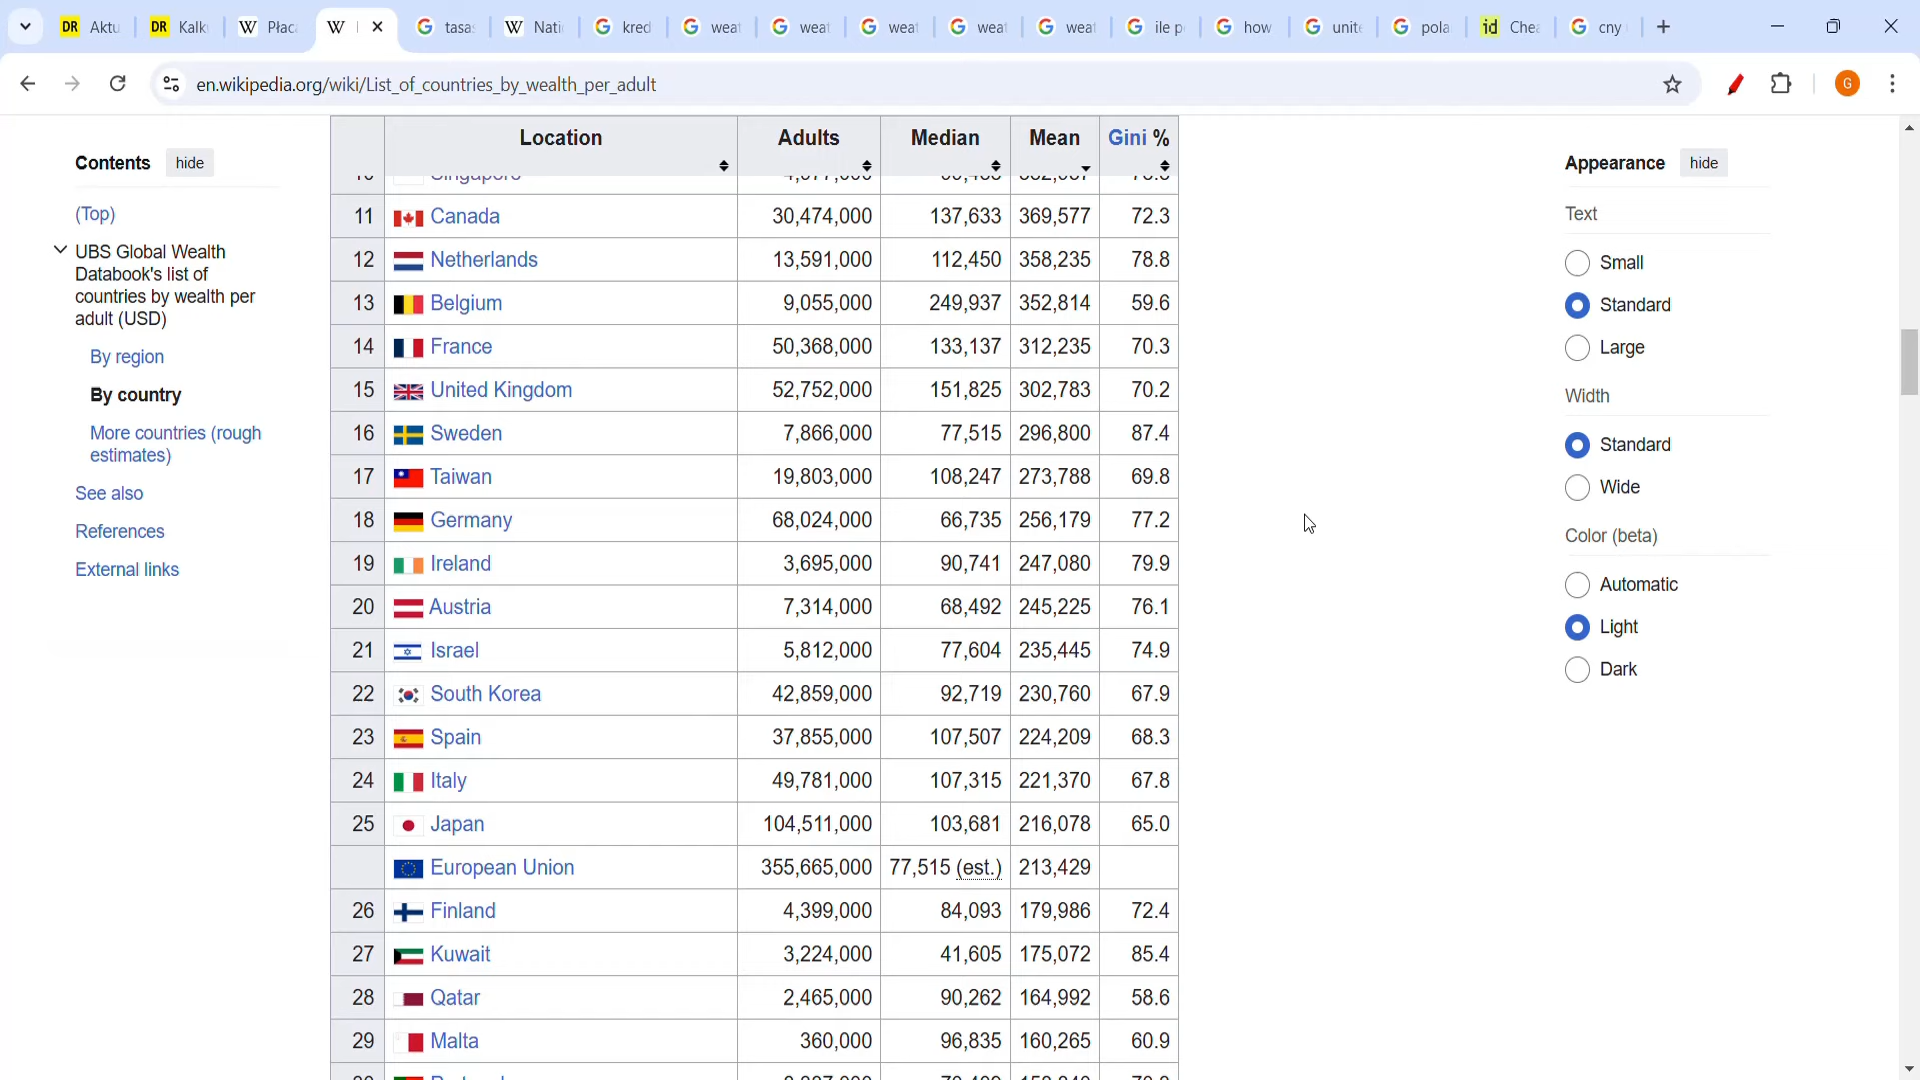 DR Aktu
DR Kalk
W Płac
W
G tasa
W Nati
G kred
G weat
G weat
G weat
G weat
G weat
G ile p
G how
G unite
G pola
id Chea
G cny
en.wikipedia.org/wiki/List_of_countries_by_wealth_per_adult
G
Contents hide
(Top)
UBS Global Wealth
Databook's list of
countries by wealth per
adult (USD)
By region
By country
More countries (rough
estimates)
See also
References
External links
Location Adults Median Mean Gini %
11 Canada 30,474,000 137,633 369,577 72.3
12 Netherlands 13,591,000 112,450 358,235 78.8
13 Belgium 9,055,000 249,937 352,814 59.6
14 France 50,368,000 133,137 312,235 70.3
15 United Kingdom 52,752,000 151,825 302,783 70.2
16 Sweden 7,866,000 77,515 296,800 87.4
17 Taiwan 19,803,000 108,247 273,788 69.8
18 Germany 68,024,000 66,735 256,179 77.2
19 Ireland 3,695,000 90,741 247,080 79.9
20 Austria 7,314,000 68,492 245,225 76.1
21 Israel 5,812,000 77,604 235,445 74.9
22 South Korea 42,859,000 92,719 230,760 67.9
23 Spain 37,855,000 107,507 224,209 68.3
24 Italy 49,781,000 107,315 221,370 67.8
25 Japan 104,511,000 103,681 216,078 65.0
European Union 355,665,000 77,515 (est.) 213,429
26 Finland 4,399,000 84,093 179,986 72.4
27 Kuwait 3,224,000 41,605 175,072 85.4
28 Qatar 2,465,000 90,262 164,992 58.6
29 Malta 360,000 96,835 160,265 60.9
Appearance hide
Text
Small
Standard
Large
Width
Standard
Wide
Color (beta)
Automatic
Light
Dark